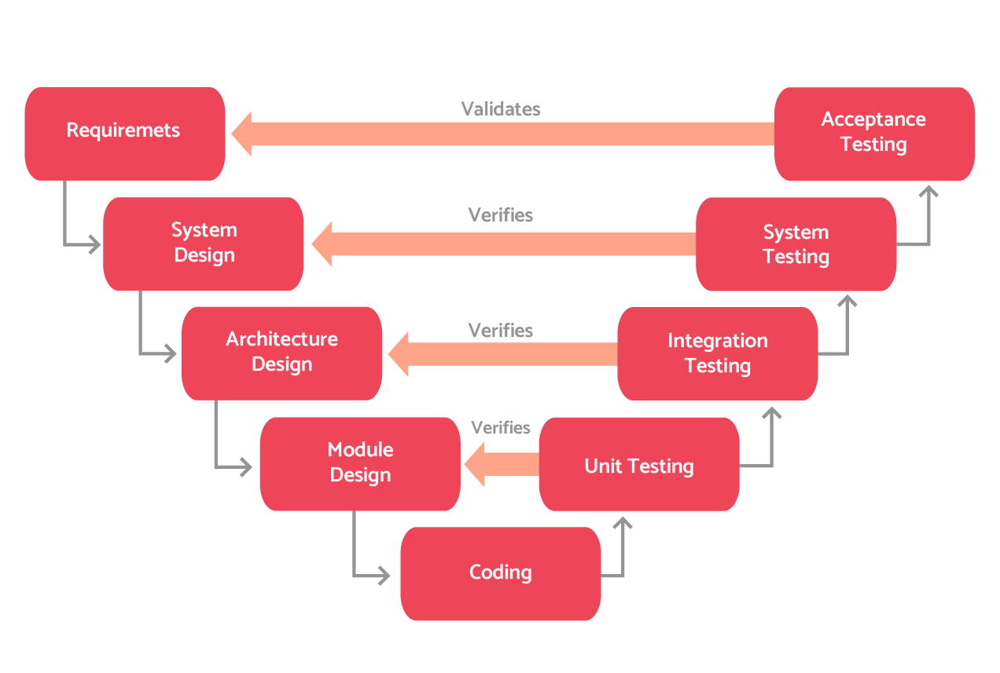 Requiremets
Validates
Acceptance
Testing
System
Design
Verifies
System
Testing
Architecture
Design
Verifies
Integration
Testing
Module
Design
Verifies
Unit Testing
Coding